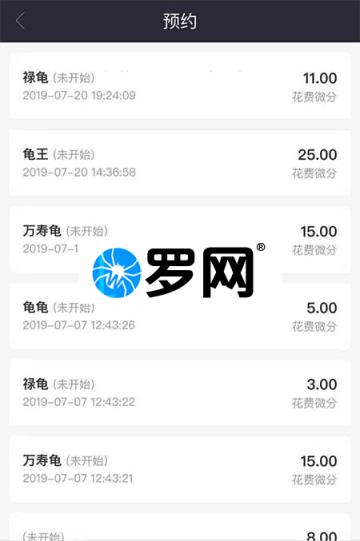 预约
禄龟 (未开始) 11.00
2019-07-20 19:24:09 花费微分
龟王 (未开始) 25.00
2019-07-20 14:36:58 花费微分
万寿龟 (未开始) 15.00
2019-07-1 花费微分
罗网®
龟龟 (未开始) 5.00
2019-07-07 12:43:26 花费微分
禄龟 (未开始) 3.00
2019-07-07 12:43:22 花费微分
万寿龟 (未开始) 15.00
2019-07-07 12:43:21 花费微分
(未开始) 8.00